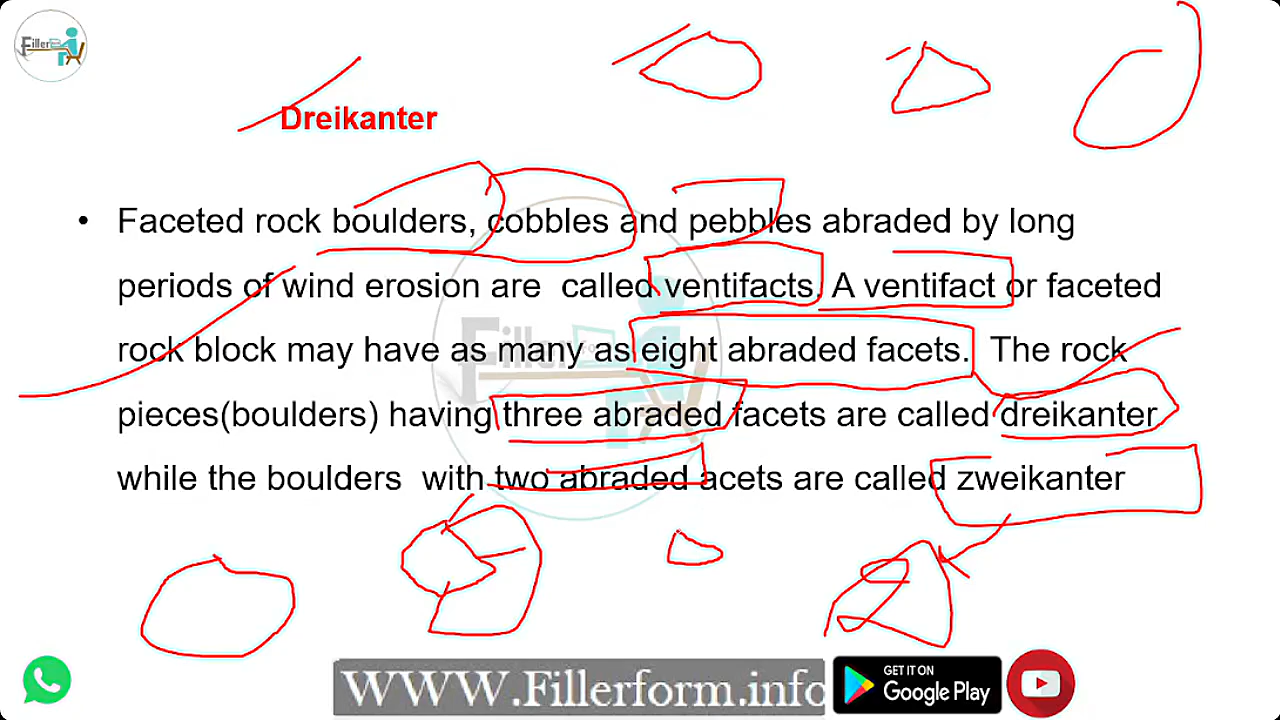 Filler
Dreikanter
• Faceted rock boulders, cobbles and pebbles abraded by long
periods of wind erosion are called ventifacts. A ventifact or faceted
rock block may have as many as eight abraded facets. The rock
pieces(boulders) having three abraded facets are called dreikanter
while the boulders with two abraded acets are called zweikanter
WWW.Fillerform.info
GET IT ON
Google Play